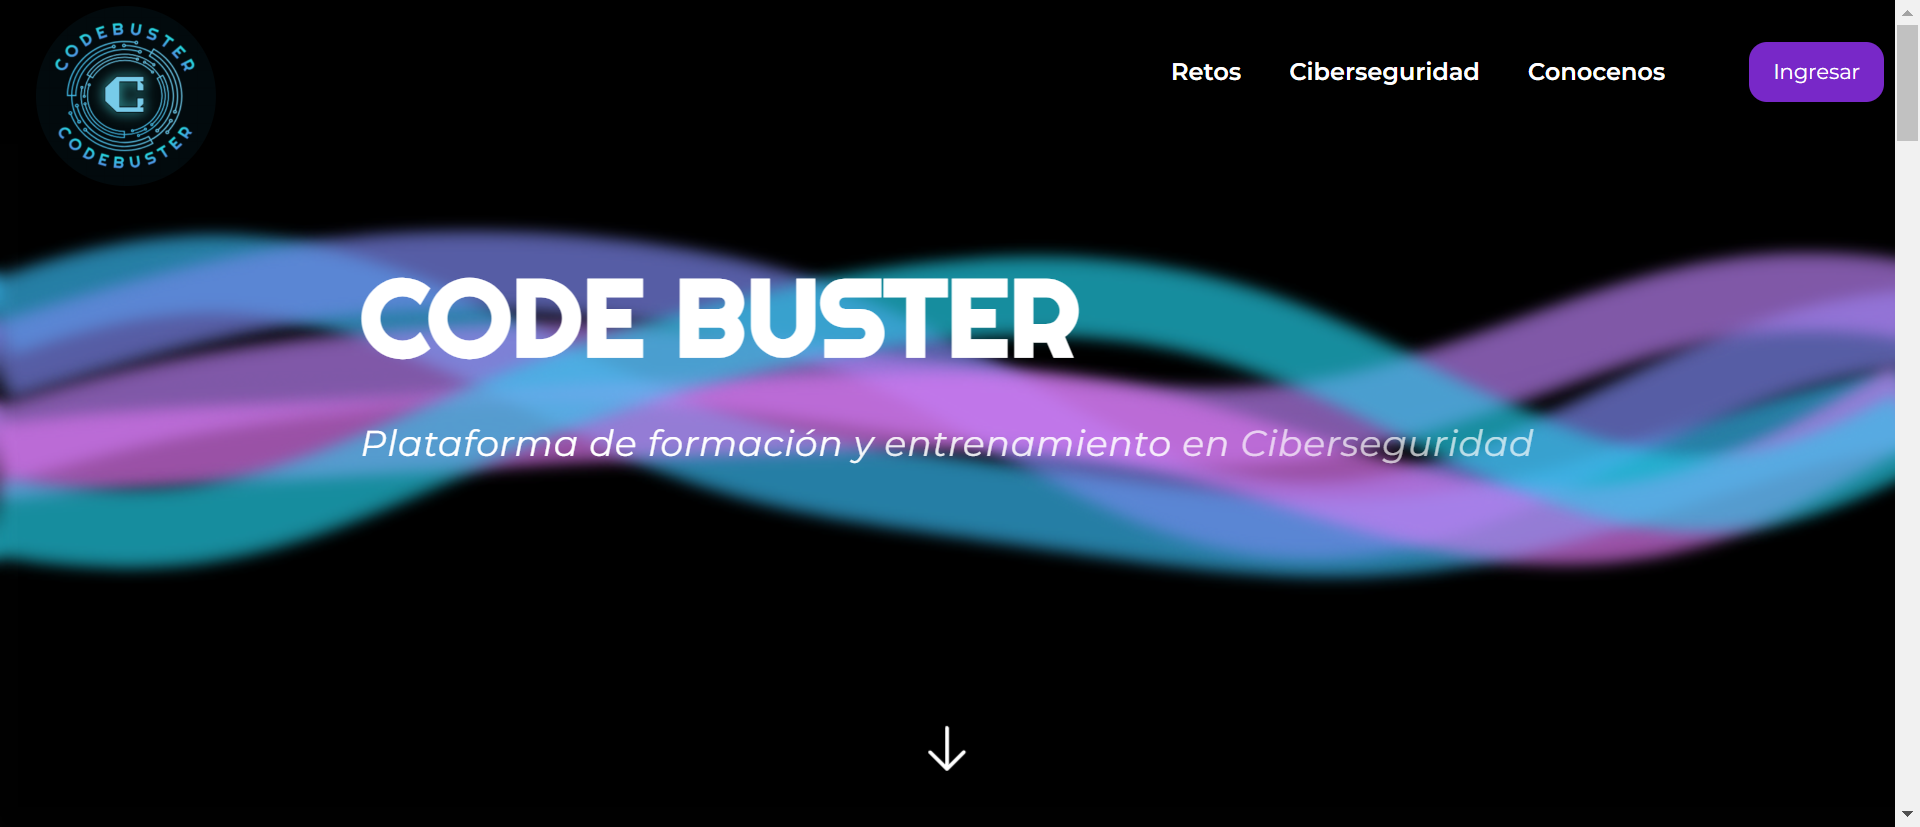 CODEBUSTER
C
CODEBUSTER
Retos Ciberseguridad Conocenos Ingresar
CODE BUSTER
Plataforma de formación y entrenamiento en Ciberseguridad